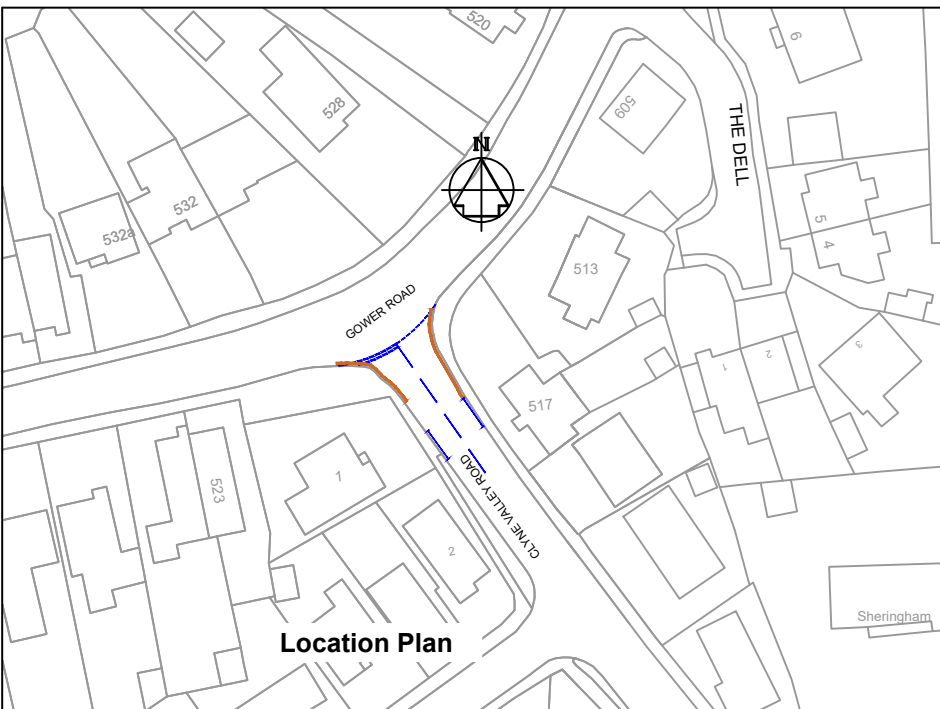 520
6
528
509
THE DELL
N
532
532a
5
4
513
GOWER ROAD
3
2
1
517
523
1
CLYNE VALLEY ROAD
2
Sheringham
Location Plan